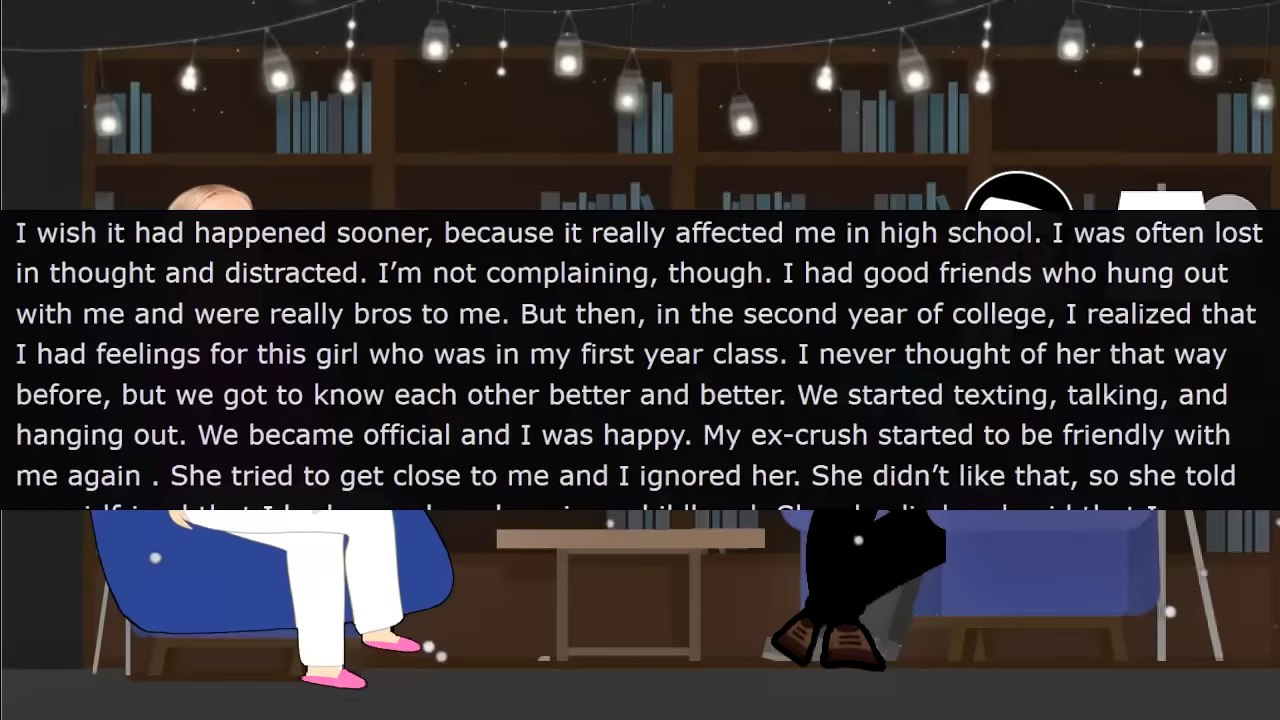 I wish it had happened sooner, because it really affected me in high school. I was often lost
in thought and distracted. I’m not complaining, though. I had good friends who hung out
with me and were really bros to me. But then, in the second year of college, I realized that
I had feelings for this girl who was in my first year class. I never thought of her that way
before, but we got to know each other better and better. We started texting, talking, and
hanging out. We became official and I was happy. My ex-crush started to be friendly with
me again . She tried to get close to me and I ignored her. She didn’t like that, so she told